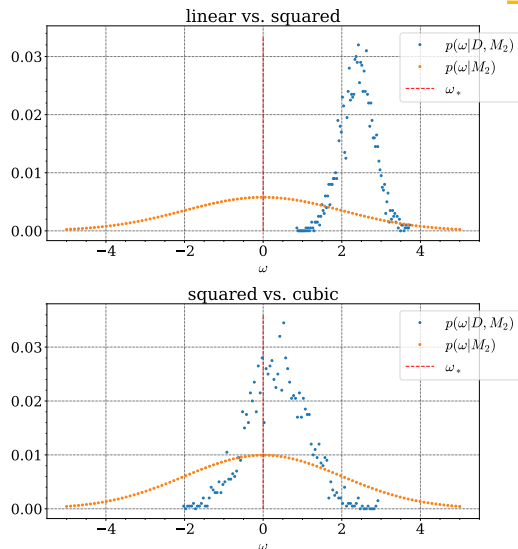 linear vs. squared
0.03
0.02
0.01
0.00
−4 −2 0 2 4
ω
p(ω|D, M₂)
p(ω|M₂)
ω*
squared vs. cubic
0.03
0.02
0.01
0.00
−4 −2 0 2 4
ω
p(ω|D, M₂)
p(ω|M₂)
ω*